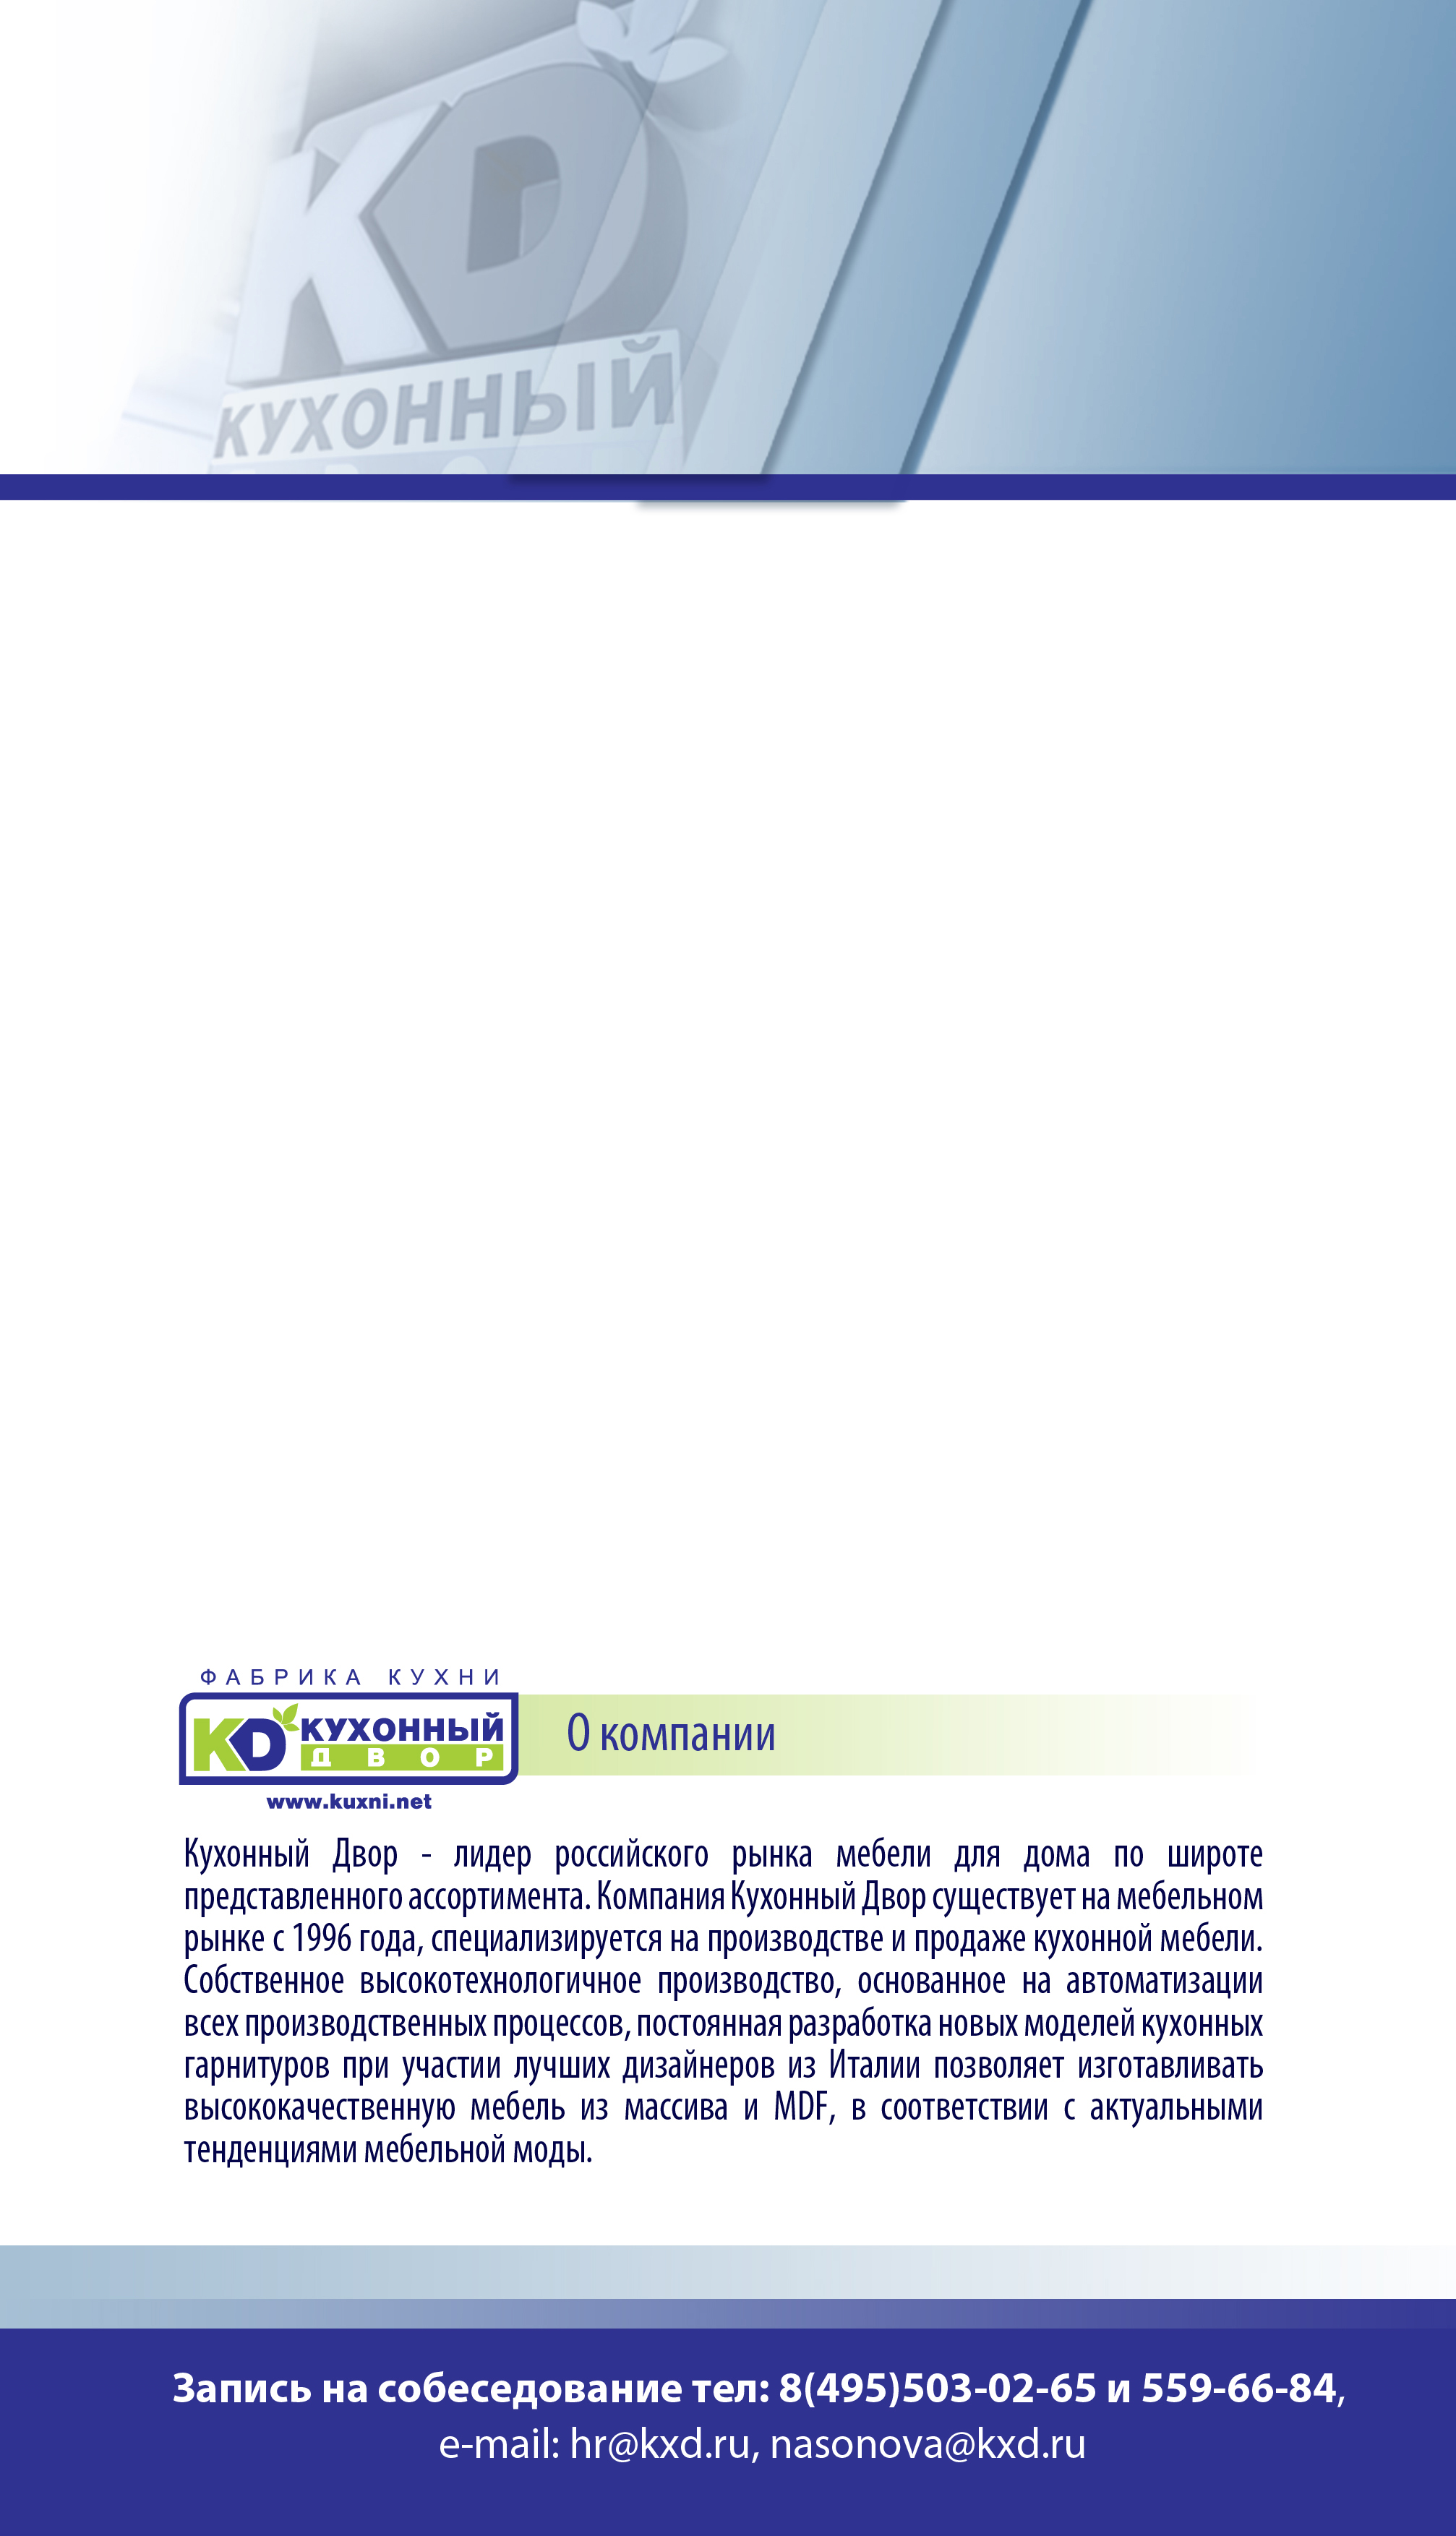 KD
КУХОННЫЙ
ФАБРИКА КУХНИ
KD КУХОННЫЙ
ДВОР
www.kuxni.net
О компании
Кухонный Двор - лидер российского рынка мебели для дома по широте
представленного ассортимента. Компания Кухонный Двор существует на мебельном
рынке с 1996 года, специализируется на производстве и продаже кухонной мебели.
Собственное высокотехнологичное производство, основанное на автоматизации
всех производственных процессов, постоянная разработка новых моделей кухонных
гарнитуров при участии лучших дизайнеров из Италии позволяет изготавливать
высококачественную мебель из массива и MDF, в соответствии с актуальными
тенденциями мебельной моды.
Запись на собеседование тел: 8(495)503-02-65 и 559-66-84,
e-mail: hr@kxd.ru, nasonova@kxd.ru